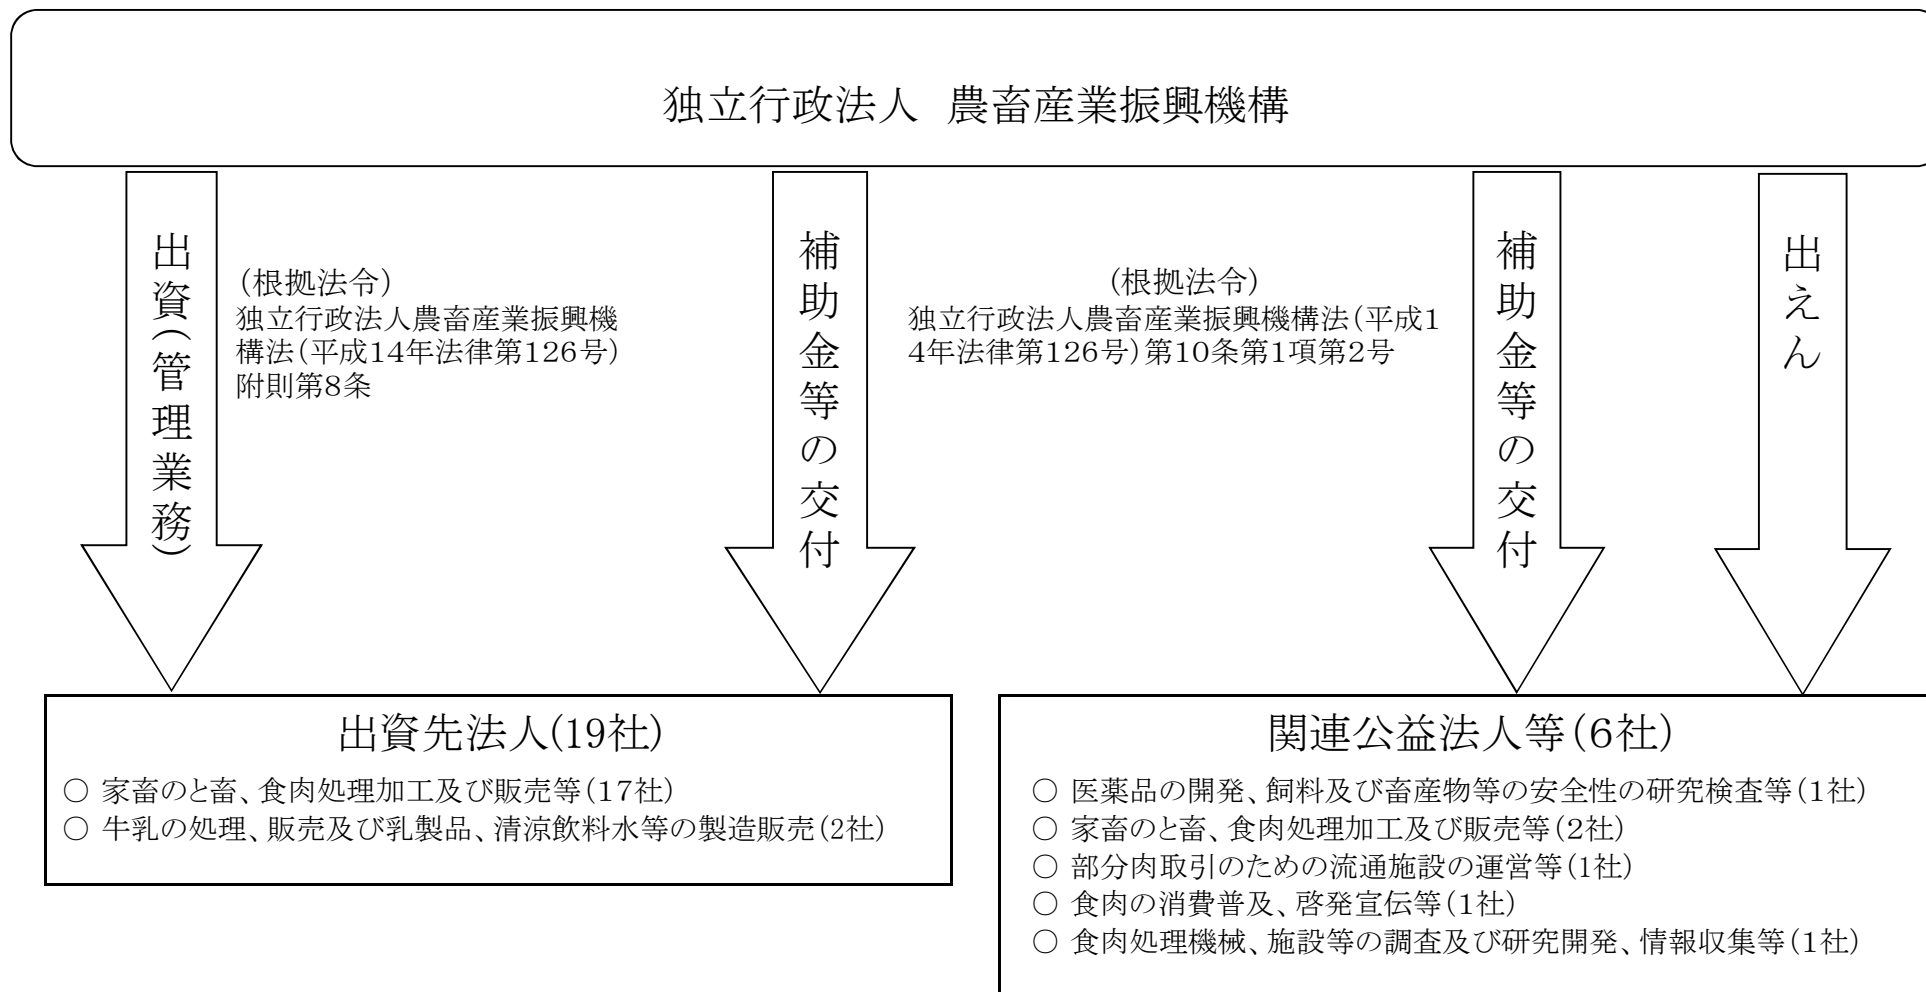 独立行政法人　農畜産業振興機構
出資(管理業務)
(根拠法令)
独立行政法人農畜産業振興機
構法(平成14年法律第126号)
附則第8条
補助金等の交付
(根拠法令)
独立行政法人農畜産業振興機構法(平成1
4年法律第126号)第10条第1項第2号
補助金等の交付
出えん
出資先法人(19社)
○ 家畜のと畜、食肉処理加工及び販売等(17社)
○ 牛乳の処理、販売及び乳製品、清涼飲料水等の製造販売(2社)
関連公益法人等(6社)
○ 医薬品の開発、飼料及び畜産物等の安全性の研究検査等(1社)
○ 家畜のと畜、食肉処理加工及び販売等(2社)
○ 部分肉取引のための流通施設の運営等(1社)
○ 食肉の消費普及、啓発宣伝等(1社)
○ 食肉処理機械、施設等の調査及び研究開発、情報収集等(1社)